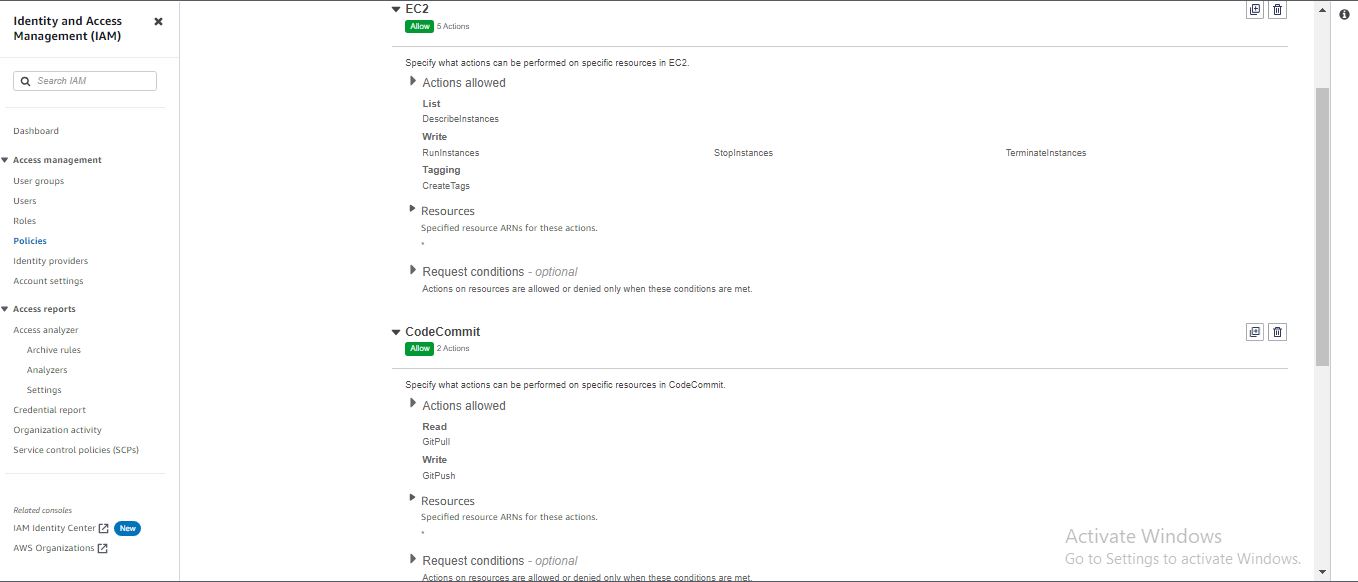 Identity and Access
Management (IAM)
Search IAM
Dashboard
Access management
User groups
Users
Roles
Policies
Identity providers
Account settings
Access reports
Access analyzer
Archive rules
Analyzers
Settings
Credential report
Organization activity
Service control policies (SCPs)
Related consoles
IAM Identity Center New
AWS Organizations
EC2
Allow 5 Actions
Specify what actions can be performed on specific resources in EC2.
Actions allowed
List
DescribeInstances
Write
RunInstances StopInstances TerminateInstances
Tagging
CreateTags
Resources
Specified resource ARNs for these actions.
*
Request conditions - optional
Actions on resources are allowed or denied only when these conditions are met.
CodeCommit
Allow 2 Actions
Specify what actions can be performed on specific resources in CodeCommit.
Actions allowed
Read
GitPull
Write
GitPush
Resources
Specified resource ARNs for these actions.
*
Request conditions - optional
Actions on resources are allowed or denied only when these conditions are met.
Activate Windows
Go to Settings to activate Windows.